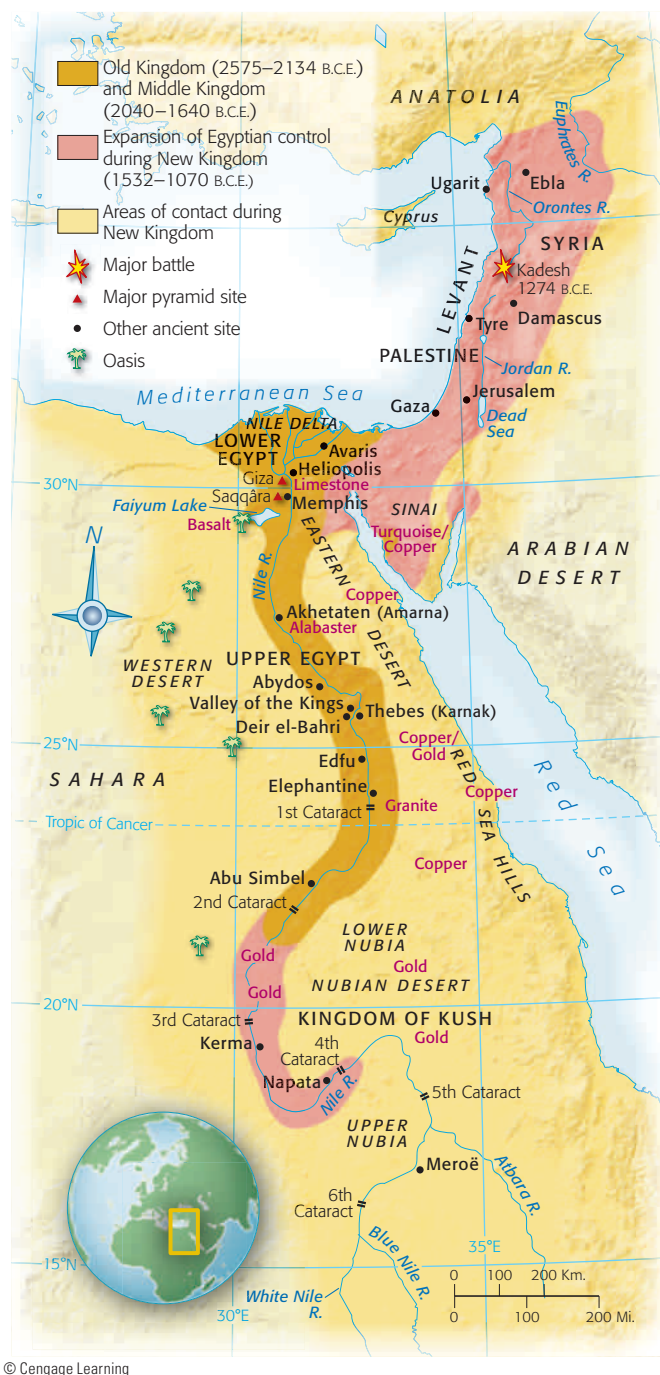 Old Kingdom (2575–2134 B.C.E.)
and Middle Kingdom
(2040–1640 B.C.E.)
Expansion of Egyptian control
during New Kingdom
(1532–1070 B.C.E.)
Areas of contact during
New Kingdom
Major battle
Major pyramid site
Other ancient site
Oasis
ANATOLIA
Euphrates R.
Ugarit
Ebla
Orontes R.
Cyprus
SYRIA
LEVANT
Kadesh
1274 B.C.E.
Damascus
Tyre
PALESTINE
Jordan R.
Mediterranean Sea
Jerusalem
Gaza
Dead
Sea
NILE DELTA
LOWER
EGYPT
Avaris
Heliopolis
Giza
Limestone
30°N
Saqqâra
Memphis
Faiyum Lake
SINAI
Basalt
Turquoise/
Copper
N
EASTERN
DESERT
ARABIAN
DESERT
Nile R.
Copper
Akhetaten (Amarna)
Alabaster
WESTERN
DESERT
UPPER EGYPT
Abydos
Valley of the Kings
Thebes (Karnak)
Deir el-Bahri
25°N
Copper/
Gold
RED SEA HILLS
Red Sea
SAHARA
Edfu
Elephantine
Copper
1st Cataract
Granite
Tropic of Cancer
Copper
Abu Simbel
2nd Cataract
LOWER
NUBIA
Gold
Gold
NUBIAN DESERT
Gold
20°N
3rd Cataract
KINGDOM OF KUSH
Kerma
4th
Cataract
Gold
Napata
Nile R.
5th Cataract
UPPER
NUBIA
Meroë
Atbara R.
6th
Cataract
Blue Nile R.
35°E
15°N
White Nile
R.
30°E
0 100 200 Km.
0 100 200 Mi.
© Cengage Learning